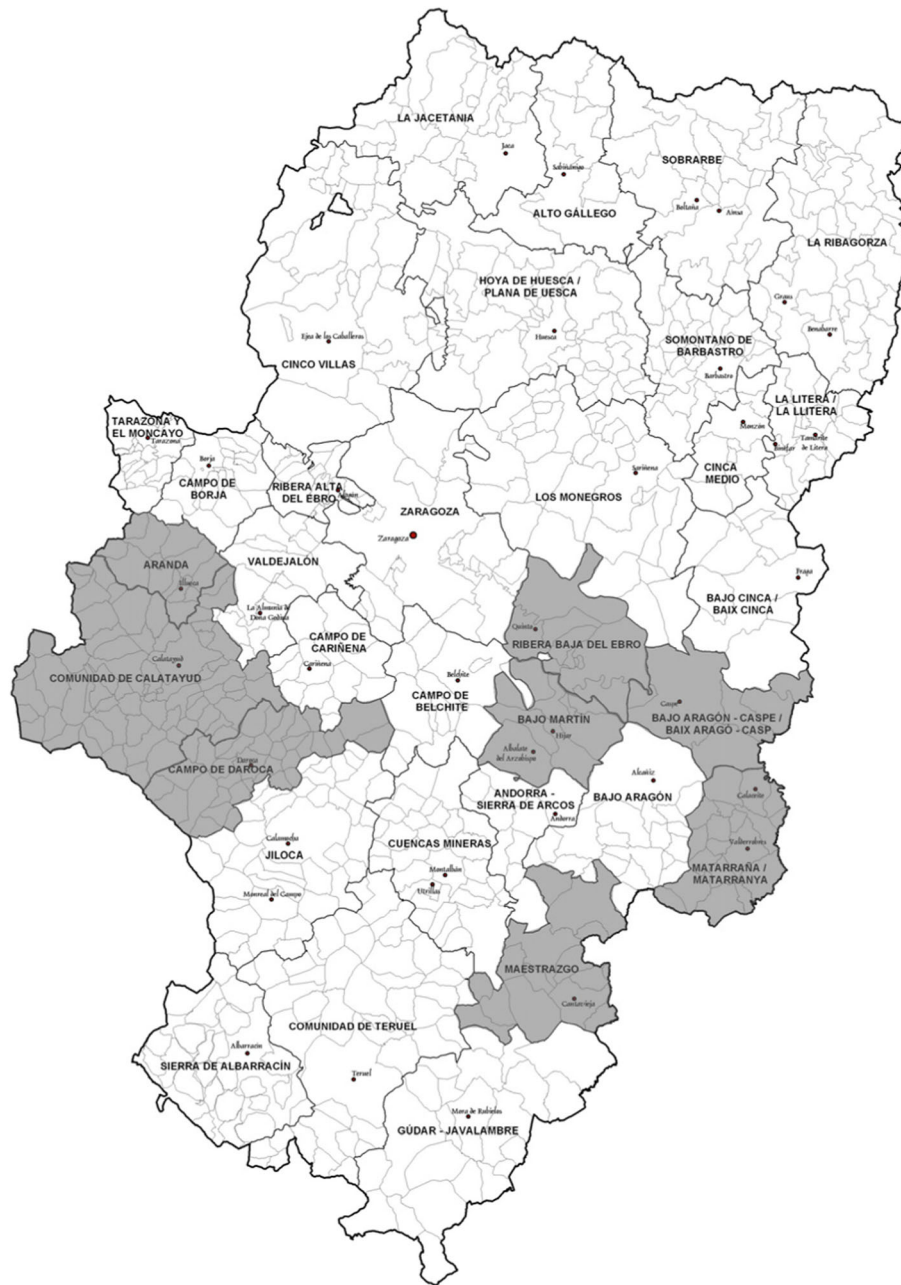 LA JACETANIA
Jaca
Sabiñánigo
SOBRARBE
Boltaña
Ainsa
ALTO GÁLLEGO
LA RIBAGORZA
HOYA DE HUESCA /
PLANA DE UESCA
Graus
Huesca
Benabarre
Ejea de los Caballeros
SOMONTANO DE
BARBASTRO
CINCO VILLAS
Barbastro
LA LITERA /
LA LLITERA
TARAZONA Y
EL MONCAYO
Tarazona
Monzón
Binéfar
Tamarite
de Litera
Borja
CAMPO DE
BORJA
RIBERA ALTA
DEL EBRO
Alagón
Sariñena
CINCA
MEDIO
LOS MONEGROS
ZARAGOZA
Zaragoza
ARANDA
Illueca
VALDEJALÓN
Fraga
BAJO CINCA /
BAIX CINCA
La Almunia de
Dona Godina
Quinto
RIBERA BAJA DEL EBRO
CAMPO DE
CARIÑENA
Cariñena
Calatayud
COMUNIDAD DE CALATAYUD
Belchite
CAMPO DE
BELCHITE
Caspe
BAJO ARAGÓN - CASPE /
BAIX ARAGÓ - CASP
BAJO MARTÍN
Híjar
Albalate
del Arzobispo
CAMPO DE DAROCA
Daroca
Alcañiz
BAJO ARAGÓN
ANDORRA -
SIERRA DE ARCOS
Andorra
Calaceite
Valderrobres
MATARRAÑA /
MATARRANYA
Calamocha
JILOCA
CUENCAS MINERAS
Montalbán
Utrillas
Monreal del Campo
MAESTRAZGO
Cantavieja
COMUNIDAD DE TERUEL
Albarracín
SIERRA DE ALBARRACÍN
Teruel
Mora de Rubielos
GÚDAR - JAVALAMBRE